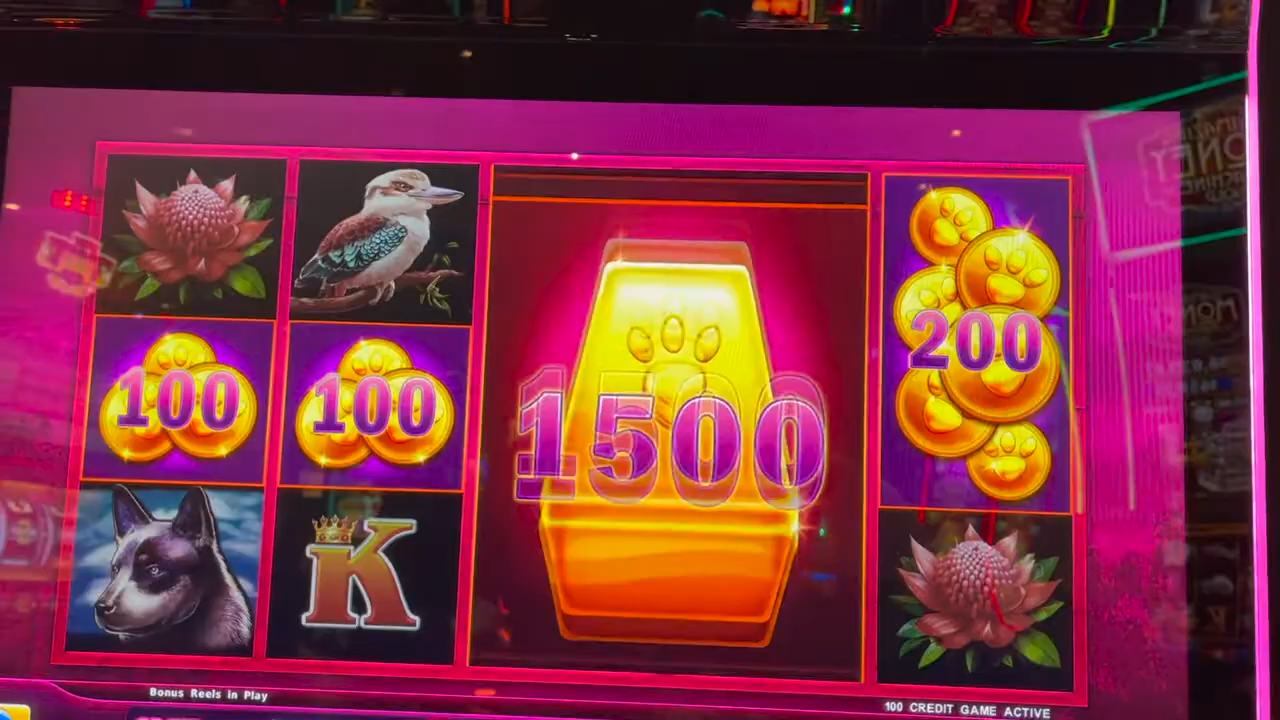 100
100
1500
200
K
Bonus Reels In Play
100 CREDIT GAME ACTIVE